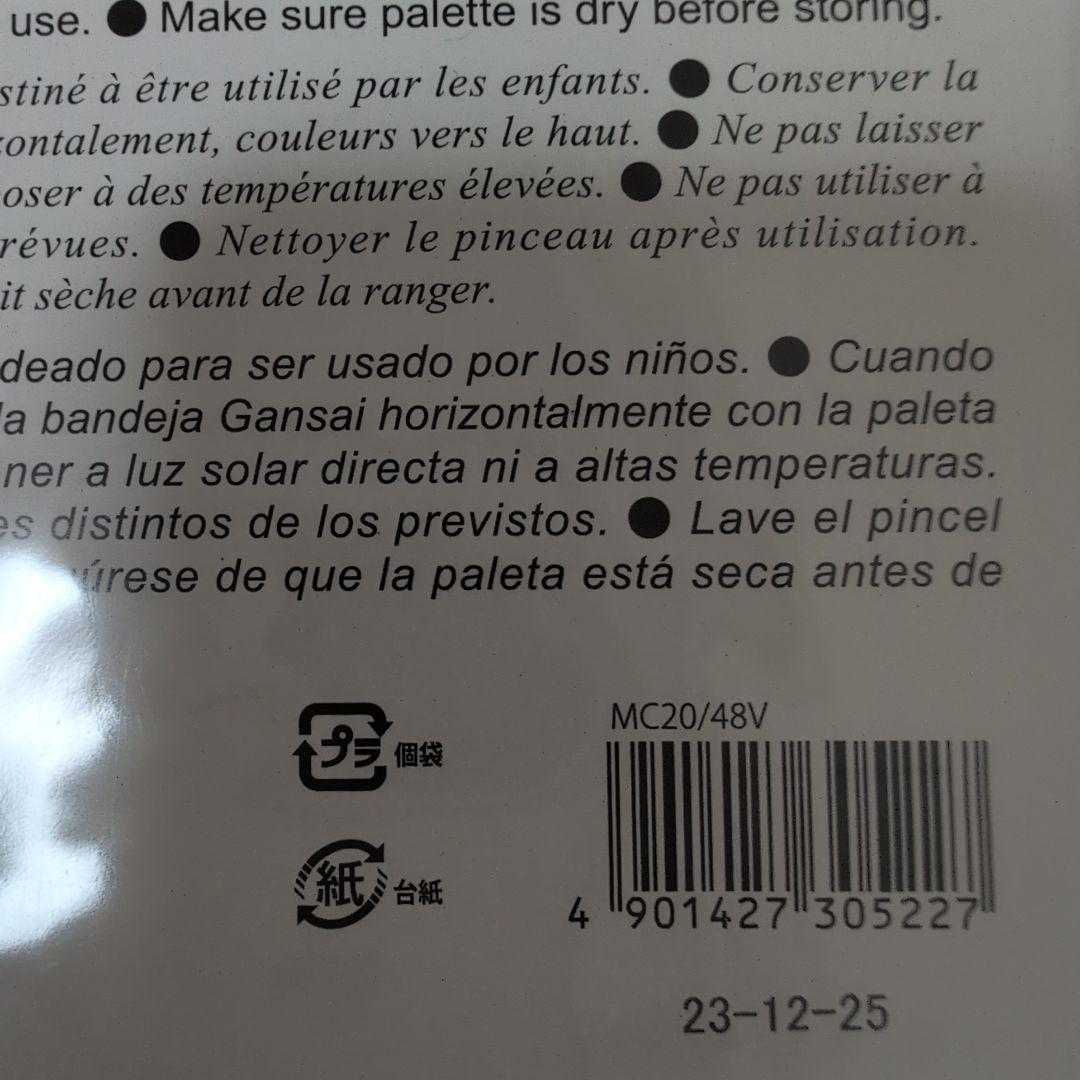 use. ● Make sure palette is dry before storing.
stiné à être utilisé par les enfants. ● Conserver la
contalement, couleurs vers le haut. ● Ne pas laisser
oser à des températures élevées. ● Ne pas utiliser à
révues. ● Nettoyer le pinceau après utilisation.
it sèche avant de la ranger.
deado para ser usado por los niños. ● Cuando
la bandeja Gansai horizontalmente con la paleta
ner a luz solar directa ni a altas temperaturas.
es distintos de los previstos. ● Lave el pincel
úrese de que la paleta está seca antes de
プラ 個袋
紙 台紙
MC20/48V
4 901427 305227
23-12-25